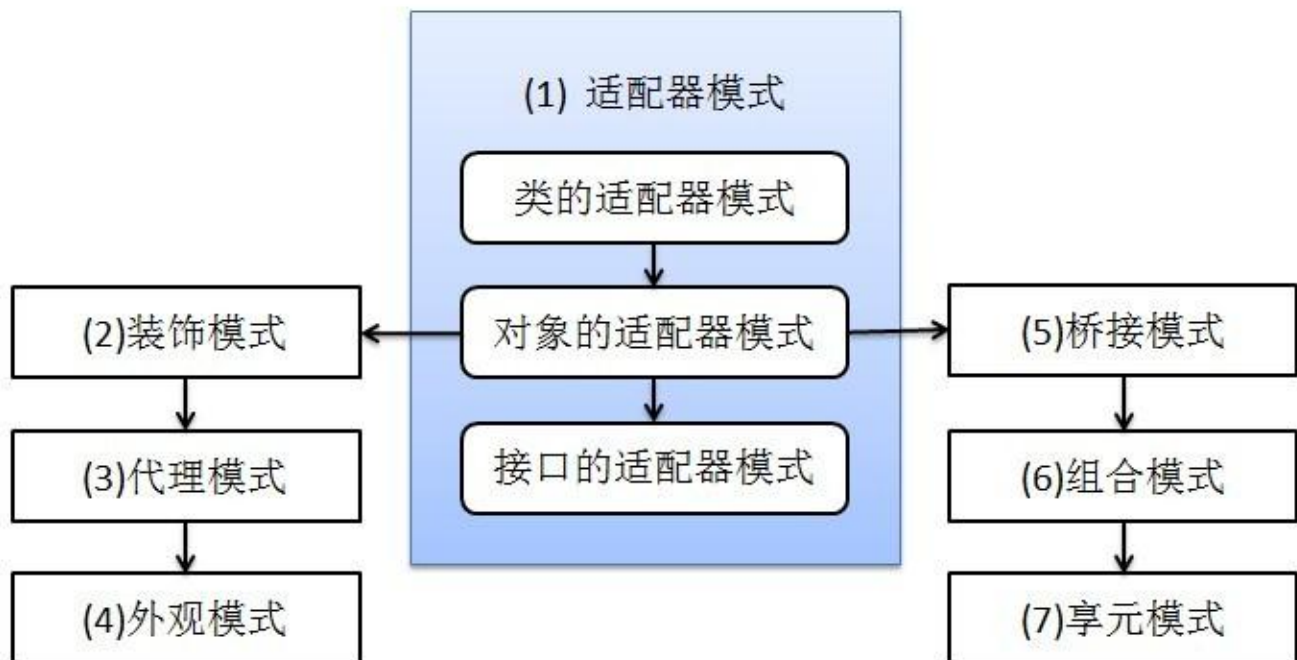 (1) 适配器模式
类的适配器模式
对象的适配器模式
接口的适配器模式
(2)装饰模式
(3)代理模式
(4)外观模式
(5)桥接模式
(6)组合模式
(7)享元模式